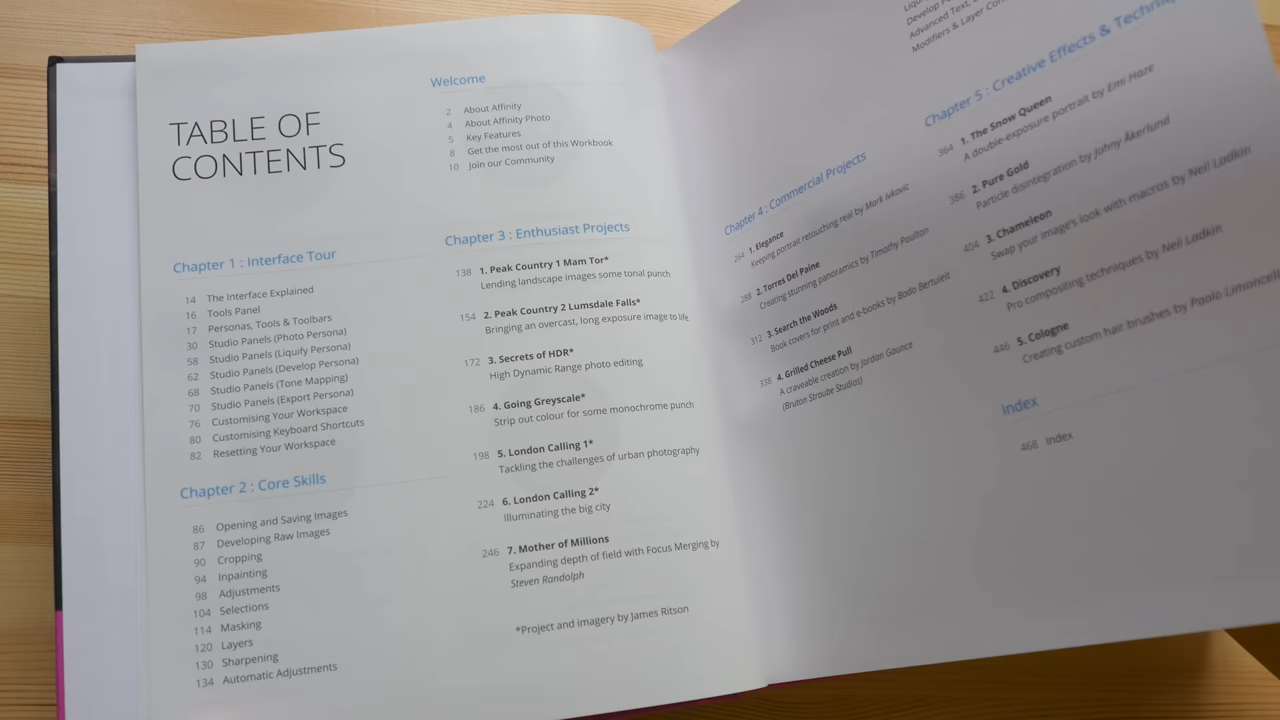 TABLE OF
CONTENTS
Welcome
2 About Affinity
4 About Affinity Photo
5 Key Features
8 Get the most out of this Workbook
10 Join our Community
Chapter 1 : Interface Tour
14 The Interface Explained
16 Tools Panel
17 Personas, Tools & Toolbars
30 Studio Panels (Photo Persona)
58 Studio Panels (Liquify Persona)
62 Studio Panels (Develop Persona)
68 Studio Panels (Tone Mapping)
70 Studio Panels (Export Persona)
76 Customising Your Workspace
80 Customising Keyboard Shortcuts
82 Resetting Your Workspace
Chapter 2 : Core Skills
86 Opening and Saving Images
87 Developing Raw Images
90 Cropping
94 Inpainting
98 Adjustments
104 Selections
114 Masking
120 Layers
130 Sharpening
134 Automatic Adjustments
Chapter 3 : Enthusiast Projects
138 1. Peak Country 1 Mam Tor*
Lending landscape images some tonal punch
154 2. Peak Country 2 Lumsdale Falls*
Bringing an overcast, long exposure image to life
172 3. Secrets of HDR*
High Dynamic Range photo editing
186 4. Going Greyscale*
Strip out colour for some monochrome punch
198 5. London Calling 1*
Tackling the challenges of urban photography
224 6. London Calling 2*
Illuminating the big city
246 7. Mother of Millions
Expanding depth of field with Focus Merging by
Steven Randolph
*Project and imagery by James Ritson
Develop
Advanced Text,
Modifiers & Layer
Chapter 4 : Commercial Projects
264 1. Elegance
Keeping portrait retouching real by Mark Ivkovic
288 2. Torres Del Paine
Creating stunning panoramics by Timothy Poulton
312 3. Search the Woods
Book covers for print and e-books by Bodo Bertuleit
338 4. Grilled Cheese Pull
A craveable creation by Jordan Gaunce
(Bruton Stroube Studios)
Chapter 5 : Creative Effects &
364 1. The Snow Queen
A double-exposure portrait by Emi Haze
386 2. Pure Gold
Particle disintegration by Johny Åkerlund
404 3. Chameleon
Swap your image's look with macros by Neil Ladkin
422 4. Discovery
Pro compositing techniques by Neil Ladkin
446 5. Cologne
Creating custom hair brushes by Paolo
Index
468 Index